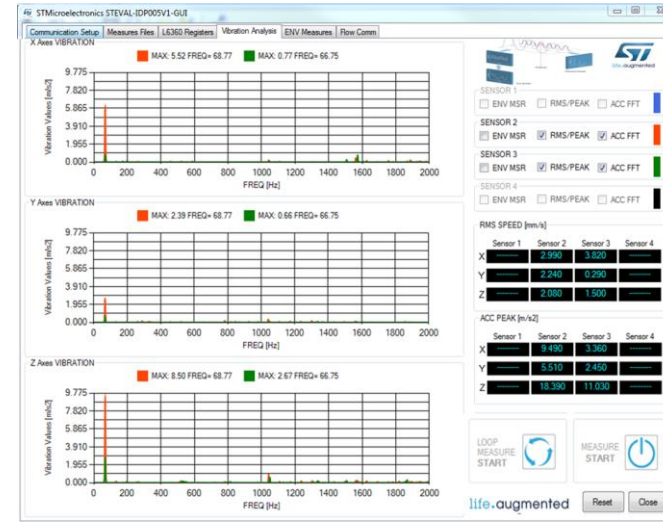 STMicroelectronics STEVAL-IDP005V1-GUI
Communication Setup Measures Files L6360 Registers Vibration Analysis ENV Measures Flow Comm
X Axes VIBRATION
MAX: 5.52 FREQ= 68.77 MAX: 0.77 FREQ= 66.75
Vibration Values [m/s2]
9.775
7.820
5.865
3.910
1.955
0.000
0 200 400 600 800 1000 1200 1400 1600 1800 2000
FREQ [Hz]
Y Axes VIBRATION
MAX: 2.39 FREQ= 68.77 MAX: 0.66 FREQ= 66.75
Vibration Values [m/s2]
9.775
7.820
5.865
3.910
1.955
0.000
0 200 400 600 800 1000 1200 1400 1600 1800 2000
FREQ [Hz]
Z Axes VIBRATION
MAX: 8.50 FREQ= 68.77 MAX: 2.67 FREQ= 66.75
Vibration Values [m/s2]
9.775
7.820
5.865
3.910
1.955
0.000
0 200 400 600 800 1000 1200 1400 1600 1800 2000
FREQ [Hz]
ST
life.augmented
SENSOR 1
ENV MSR RMS/PEAK ACC FFT
SENSOR 2
ENV MSR RMS/PEAK ACC FFT
SENSOR 3
ENV MSR RMS/PEAK ACC FFT
SENSOR 4
ENV MSR RMS/PEAK ACC FFT
RMS SPEED [mm/s]
Sensor 1 Sensor 2 Sensor 3 Sensor 4
X 2.990 3.820
Y 2.240 0.290
Z 2.080 1.500
ACC PEAK [m/s2]
Sensor 1 Sensor 2 Sensor 3 Sensor 4
X 9.490 3.360
Y 5.510 2.450
Z 18.390 11.030
LOOP
MEASURE
START
MEASURE
START
life.augmented
Reset Close